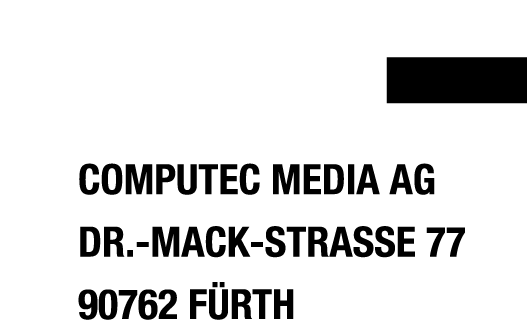 COMPUTEC MEDIA AG
DR.-MACK-STRASSE 77
90762 FÜRTH